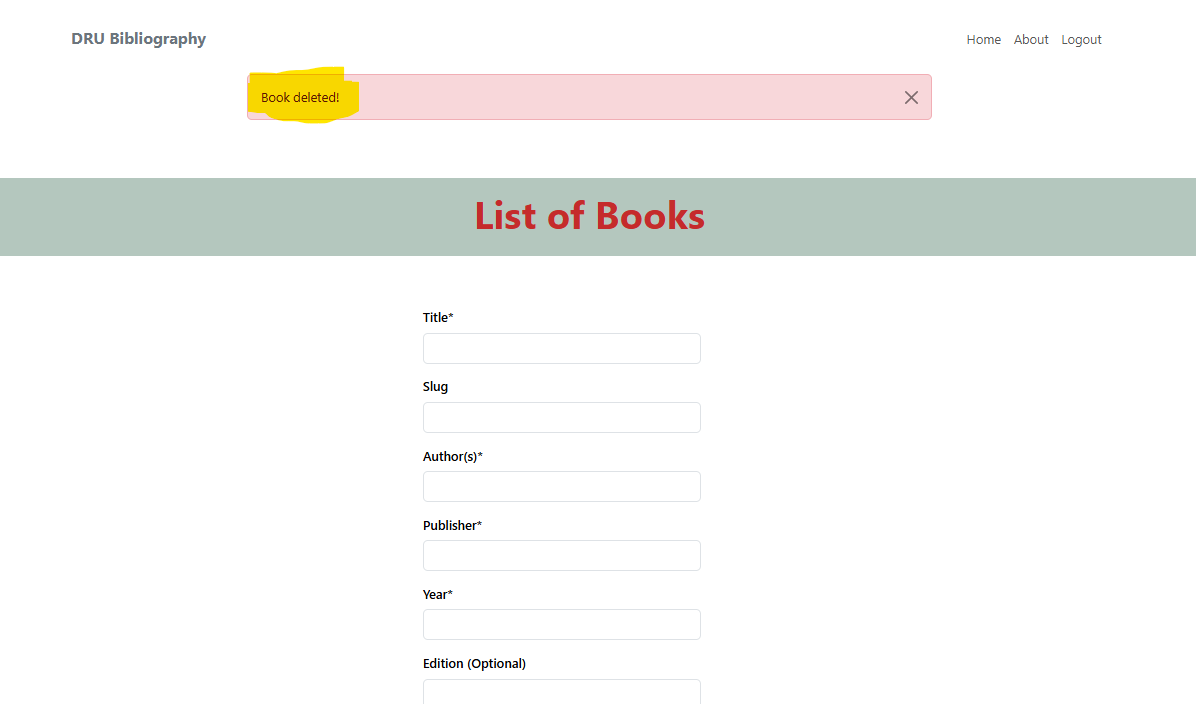 DRU Bibliography
Home About Logout
Book deleted!
List of Books
Title*
Slug
Author(s)*
Publisher*
Year*
Edition (Optional)